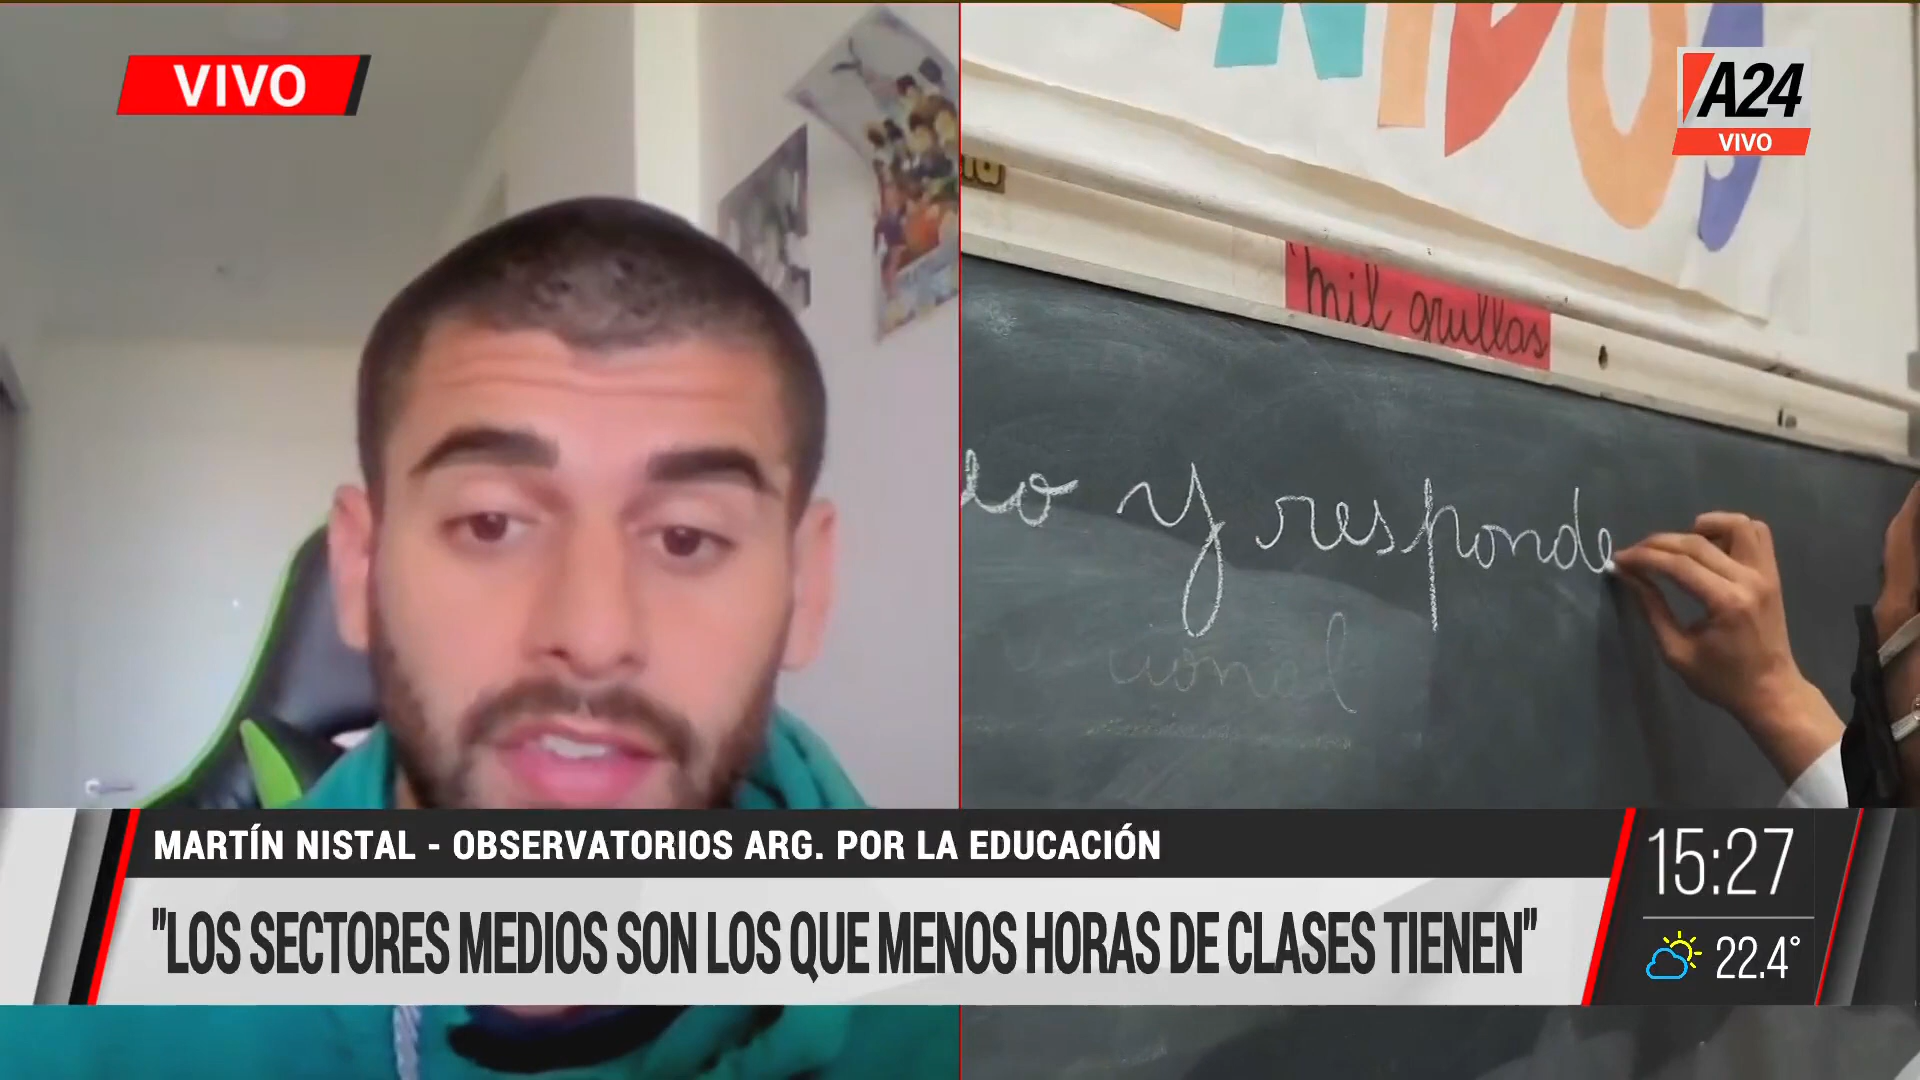 VIVO
A24
VIVO
mil grullas
y responde
cional
MARTÍN NISTAL - OBSERVATORIOS ARG. POR LA EDUCACIÓN
"LOS SECTORES MEDIOS SON LOS QUE MENOS HORAS DE CLASES TIENEN"
15:27
22.4°